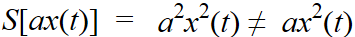 S[ax(t)] = a²x²(t) ≠ ax²(t)